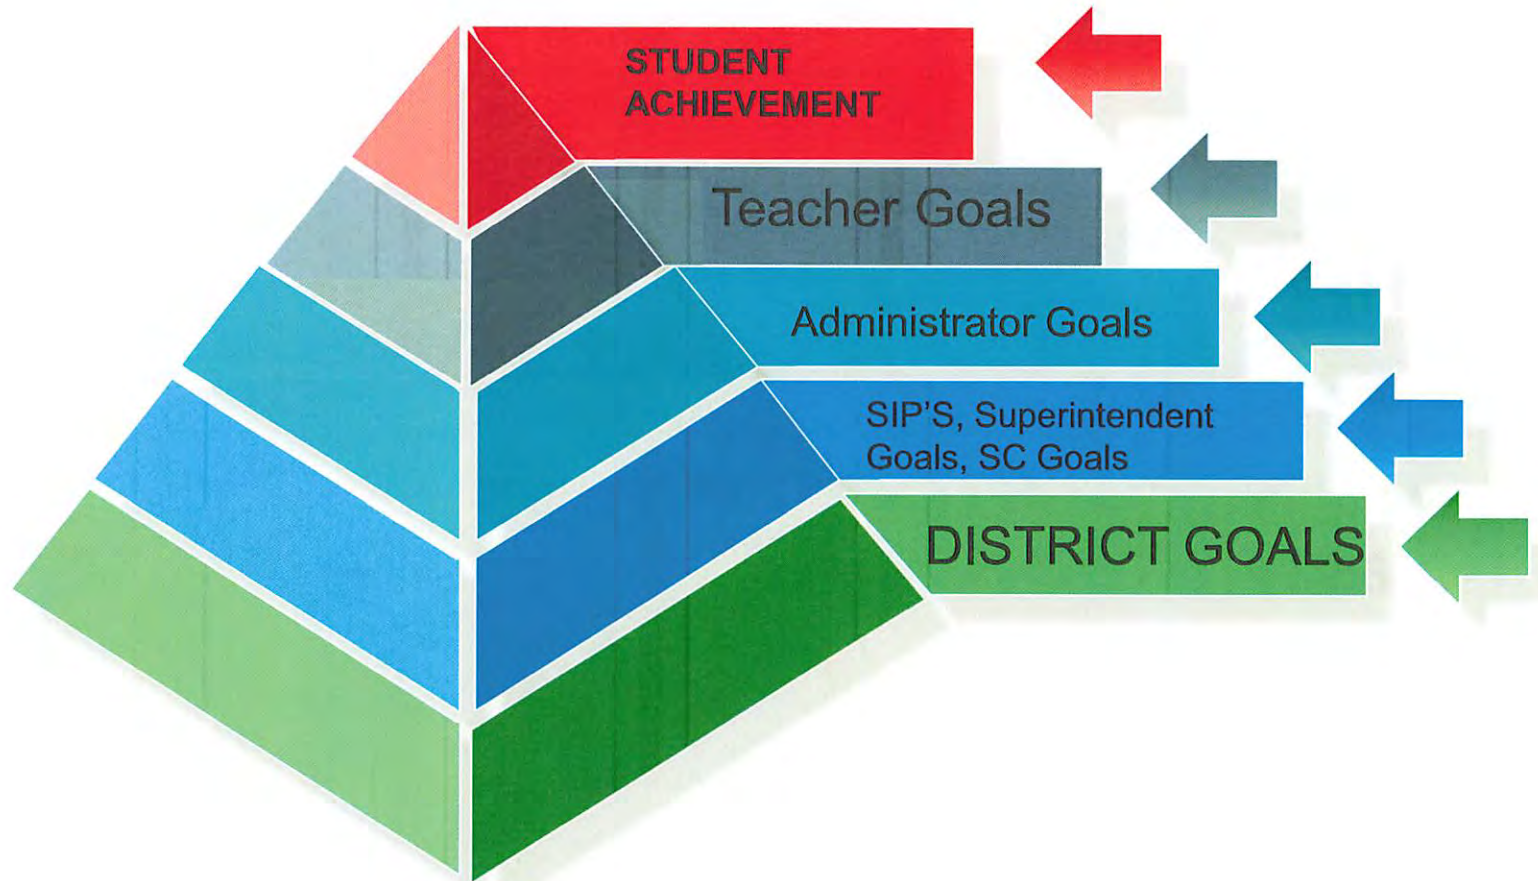 STUDENT
ACHIEVEMENT
Teacher Goals
Administrator Goals
SIP'S, Superintendent
Goals, SC Goals
DISTRICT GOALS